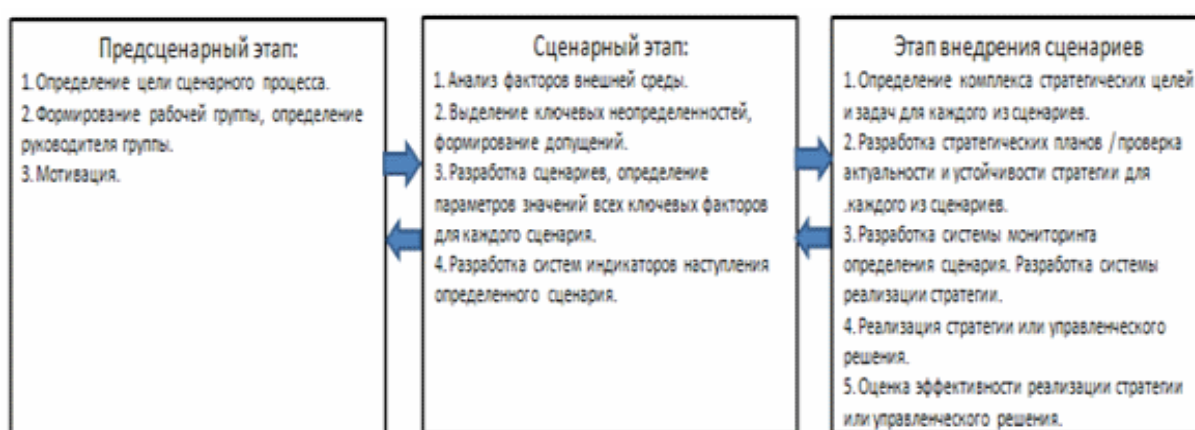 Предсценарный этап:
1.Определение цели сценарного процесса.
2.Формирование рабочей группы, определение
руководителя группы.
3.Мотивация.
Сценарный этап:
1.Анализ факторов внешней среды.
2.Выделение ключевых неопределенностей,
формирование допущений.
3.Разработка сценариев, определение
параметров значений всех ключевых факторов
для каждого сценария.
4.Разработка систем индикаторов наступления
определенного сценария.
Этап внедрения сценариев
1.Определение комплекса стратегических целей
и задач для каждого из сценариев.
2.Разработка стратегических планов /проверка
актуальности и устойчивости стратегии для
.каждого из сценариев.
3.Разработка системы мониторинга
определения сценария. Разработка системы
реализации стратегии.
4.Реализация стратегии или управленческого
решения.
5.Оценка эффективности реализации стратегии
или управленческого решения.